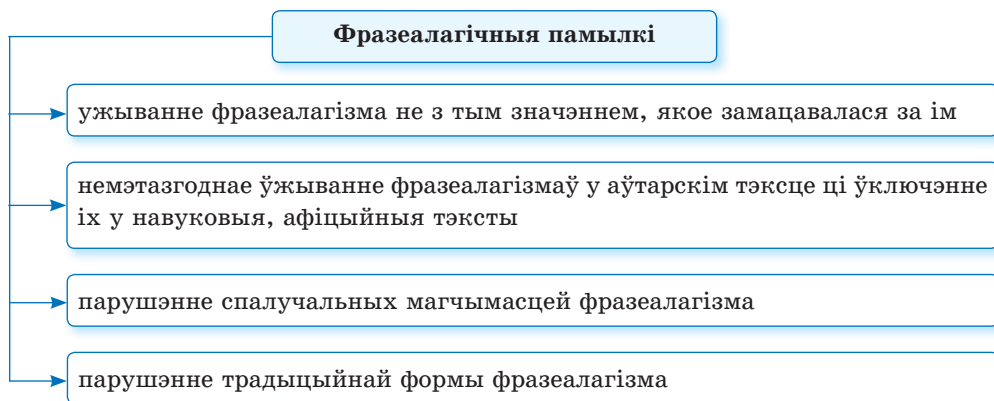 Фразеалагічныя памылкі
ужыванне фразеалагізма не з тым значэннем, якое замацавалася за ім
немэтазгоднае ўжыванне фразеалагізмаў у аўтарскім тэксце ці ўключэнне
іх у навуковыя, афіцыйныя тэксты
парушэнне спалучальных магчымасцей фразеалагізма
парушэнне традыцыйнай формы фразеалагізма